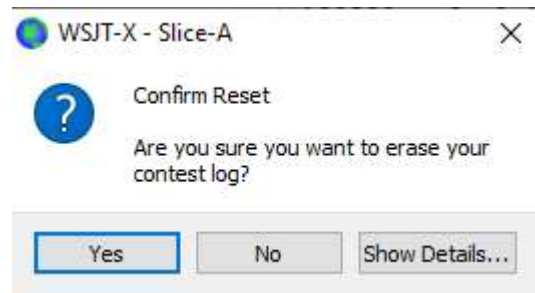 WSJT-X - Slice-A
Confirm Reset
Are you sure you want to erase your
contest log?
Yes No Show Details...